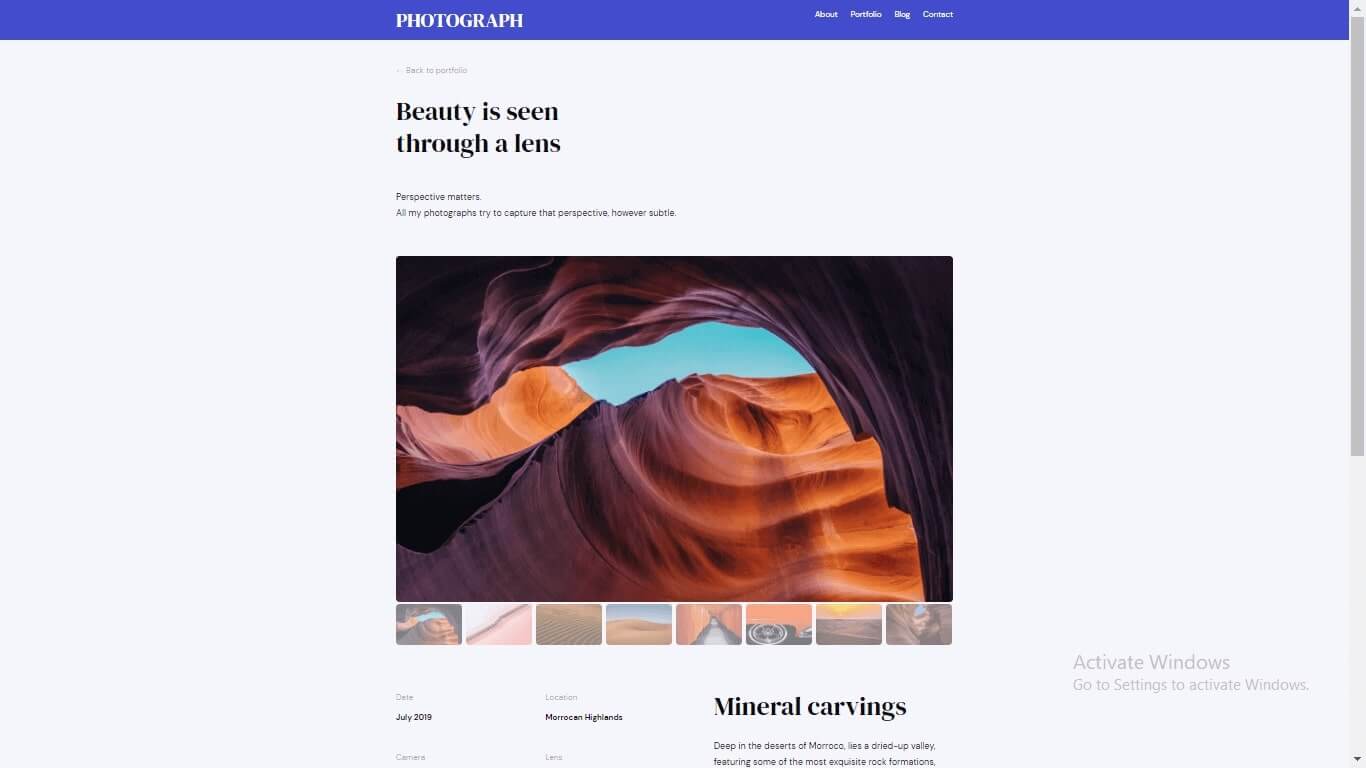 PHOTOGRAPH
About Portfolio Blog Contact
← Back to portfolio
Beauty is seen
through a lens
Perspective matters.
All my photographs try to capture that perspective, however subtle.
Activate Windows
Go to Settings to activate Windows.
Date
July 2019
Location
Morrocan Highlands
Camera
Lens
Mineral carvings
Deep in the deserts of Morroco, lies a dried-up valley,
featuring some of the most exquisite rock formations,